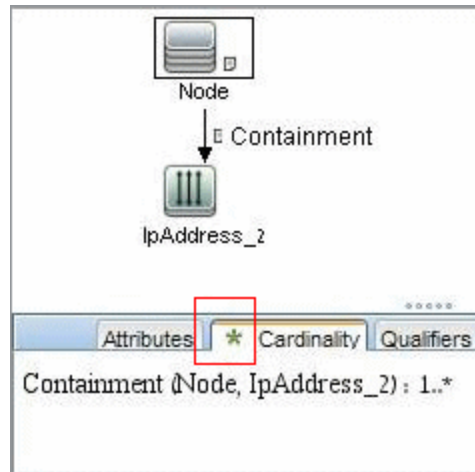 Node
Containment
IpAddress_2
Attributes * Cardinality Qualifiers
Containment (Node, IpAddress_2) : 1..*